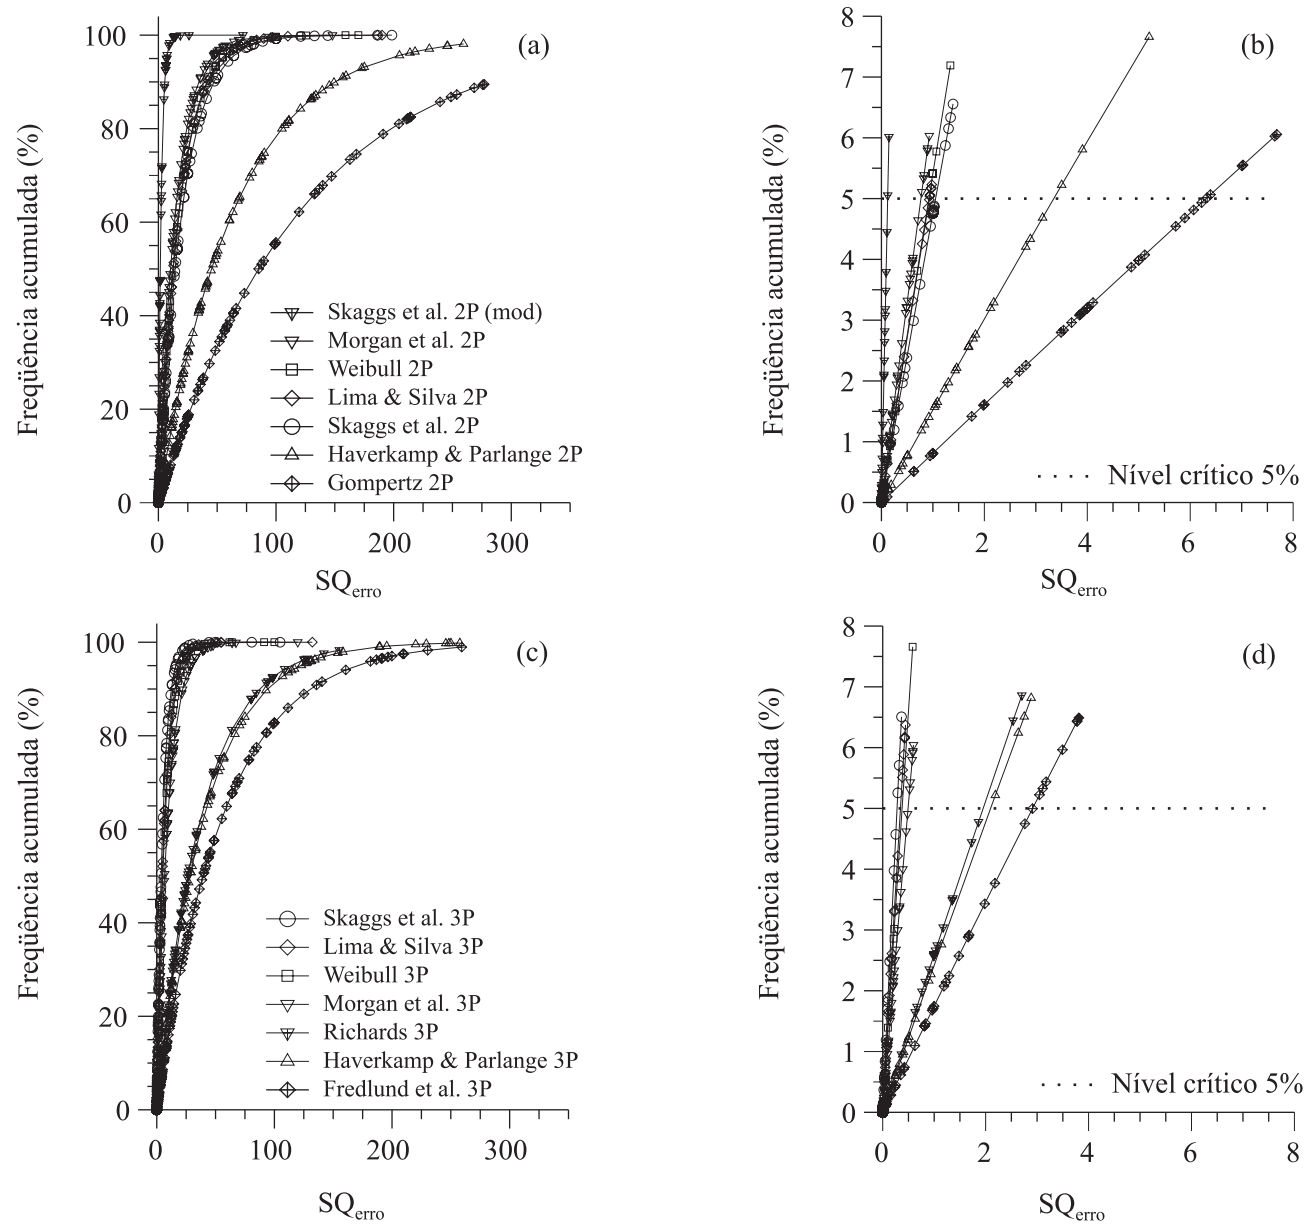 (a)
Freqüência acumulada (%)
100
80
60
40
20
0
Skaggs et al. 2P (mod)
Morgan et al. 2P
Weibull 2P
Lima & Silva 2P
Skaggs et al. 2P
Haverkamp & Parlange 2P
Gompertz 2P
0 100 200 300
SQerro
(b)
Freqüência acumulada (%)
8
7
6
5
4
3
2
1
0
Nível crítico 5%
0 2 4 6 8
SQerro
(c)
Freqüência acumulada (%)
100
80
60
40
20
0
Skaggs et al. 3P
Lima & Silva 3P
Weibull 3P
Morgan et al. 3P
Richards 3P
Haverkamp & Parlange 3P
Fredlund et al. 3P
0 100 200 300
SQerro
(d)
Freqüência acumulada (%)
8
7
6
5
4
3
2
1
0
Nível crítico 5%
0 2 4 6 8
SQerro